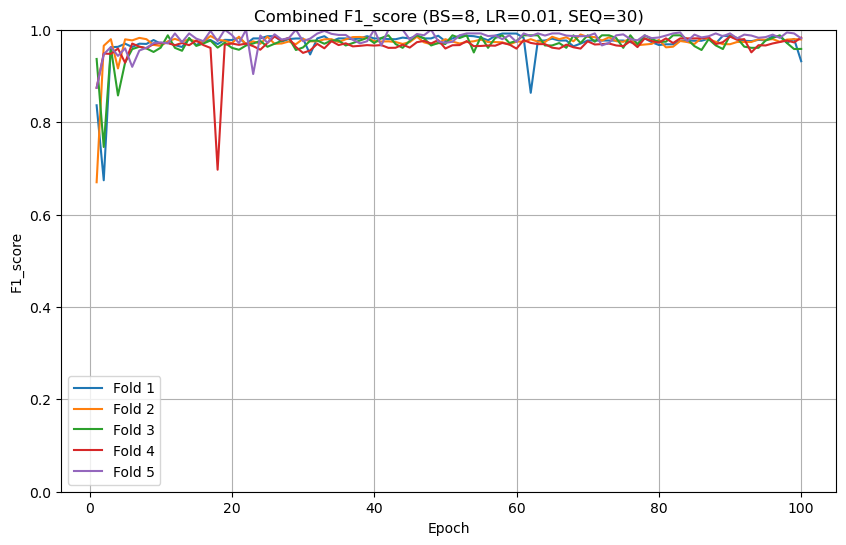 Combined F1_score (BS=8, LR=0.01, SEQ=30)
1.0
0.8
0.6
0.4
0.2
0.0
F1_score
Fold 1
Fold 2
Fold 3
Fold 4
Fold 5
0 20 40 60 80 100
Epoch